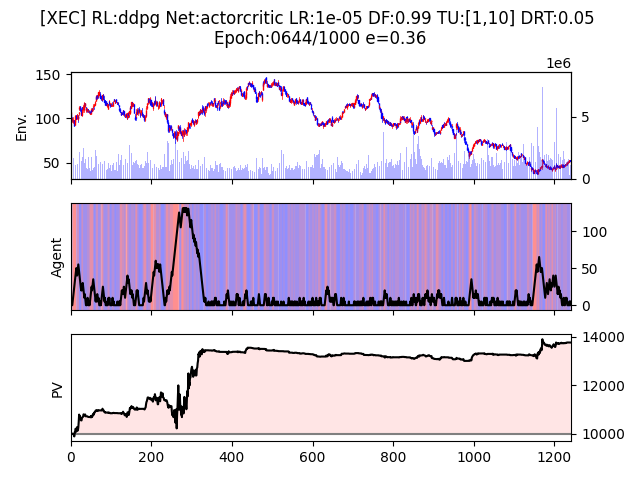 [XEC] RL:ddpg Net:actorcritic LR:1e-05 DF:0.99 TU:[1,10] DRT:0.05
Epoch:0644/1000 e=0.36
1e6
150
100
50
Env.
5
0
Agent
100
50
0
PV
14000
12000
10000
0 200 400 600 800 1000 1200